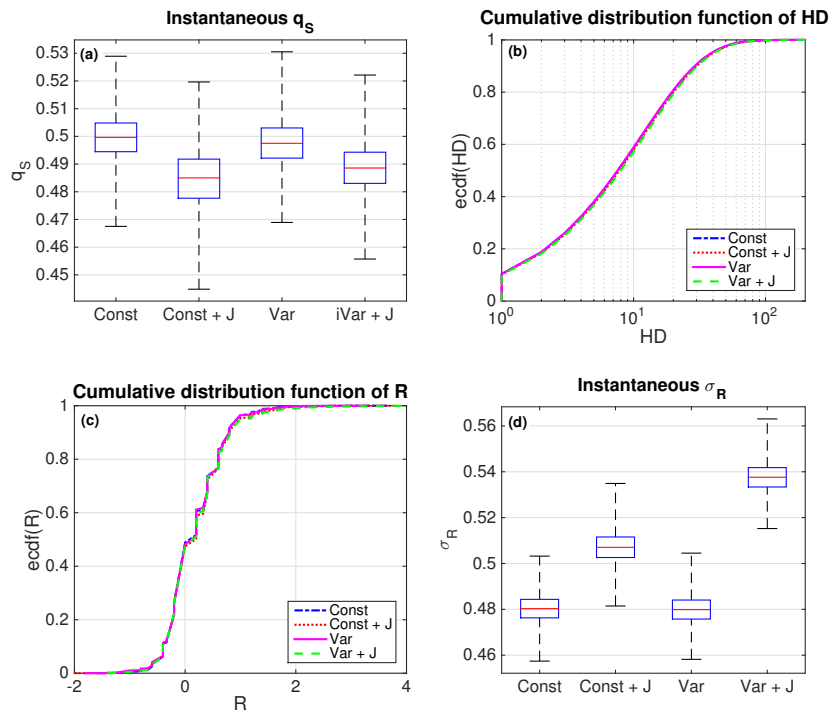 Instantaneous q_S
(a)
0.53
0.52
0.51
0.5
0.49
0.48
0.47
0.46
0.45
q_S
Const
Const + J
Var
iVar + J
Cumulative distribution function of HD
(b)
1
0.8
0.6
0.4
0.2
0
ecdf(HD)
10^0
10^1
10^2
HD
Const
Const + J
Var
Var + J
Cumulative distribution function of R
(c)
1
0.8
0.6
0.4
0.2
0
ecdf(R)
-2
0
2
4
R
Const
Const + J
Var
Var + J
Instantaneous σ_R
(d)
0.56
0.54
0.52
0.5
0.48
0.46
σ_R
Const
Const + J
Var
Var + J